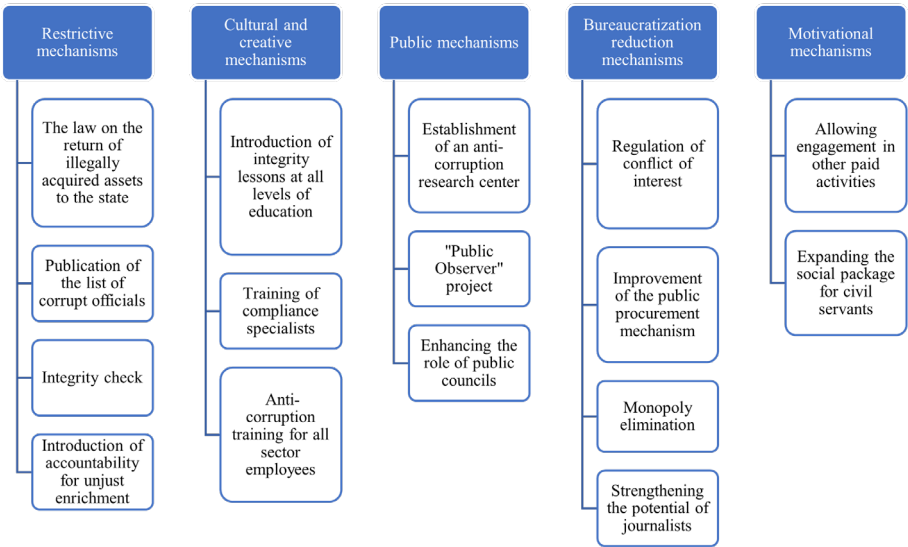 Restrictive
mechanisms
The law on the
return of
illegally
acquired assets
to the state
Publication of
the list of
corrupt officials
Integrity check
Introduction of
accountability
for unjust
enrichment
Cultural and
creative
mechanisms
Introduction of
integrity
lessons at all
levels of
education
Training of
compliance
specialists
Anti-
corruption
training for all
sector
employees
Public mechanisms
Establishment
of an anti-
corruption
research center
"Public
Observer"
project
Enhancing the
role of public
councils
Bureaucratization
reduction
mechanisms
Regulation of
conflict of
interest
Improvement
of the public
procurement
mechanism
Monopoly
elimination
Strengthening
the potential of
journalists
Motivational
mechanisms
Allowing
engagement in
other paid
activities
Expanding the
social package
for civil
servants